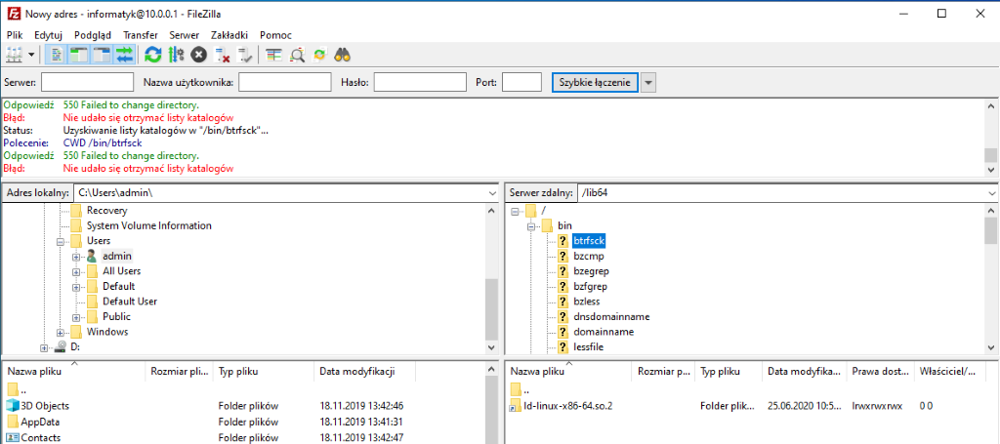 Nowy adres - informatyk@10.0.0.1 - FileZilla
Plik Edytuj Podgląd Transfer Serwer Zakładki Pomoc
Serwer: Nazwa użytkownika: Hasło: Port: Szybkie łączenie
Odpowiedź 550 Failed to change directory.
Błąd: Nie udało się otrzymać listy katalogów
Status: Uzyskiwanie listy katalogów w "/bin/btrfsck"...
Polecenie: CWD /bin/btrfsck
Odpowiedź 550 Failed to change directory.
Błąd: Nie udało się otrzymać listy katalogów
Adres lokalny: C:\Users\admin\
Recovery
System Volume Information
Users
admin
All Users
Default
Default User
Public
Windows
D:
Serwer zdalny: /lib64
/
bin
btrfsck
bzcmp
bzegrep
bzfgrep
bzless
dnsdomainname
domainname
lessfile
Nazwa pliku Rozmiar pli... Typ pliku Data modyfikacji
..
3D Objects Folder plików 18.11.2019 13:42:46
AppData Folder plików 18.11.2019 13:41:31
Contacts Folder plików 18.11.2019 13:42:47
Nazwa pliku Rozmiar p... Typ pliku Data modyfika... Prawa dost... Właściciel/...
..
ld-linux-x86-64.so.2 Folder plik... 25.06.2020 10:5... lrwxrwxrwx 0 0